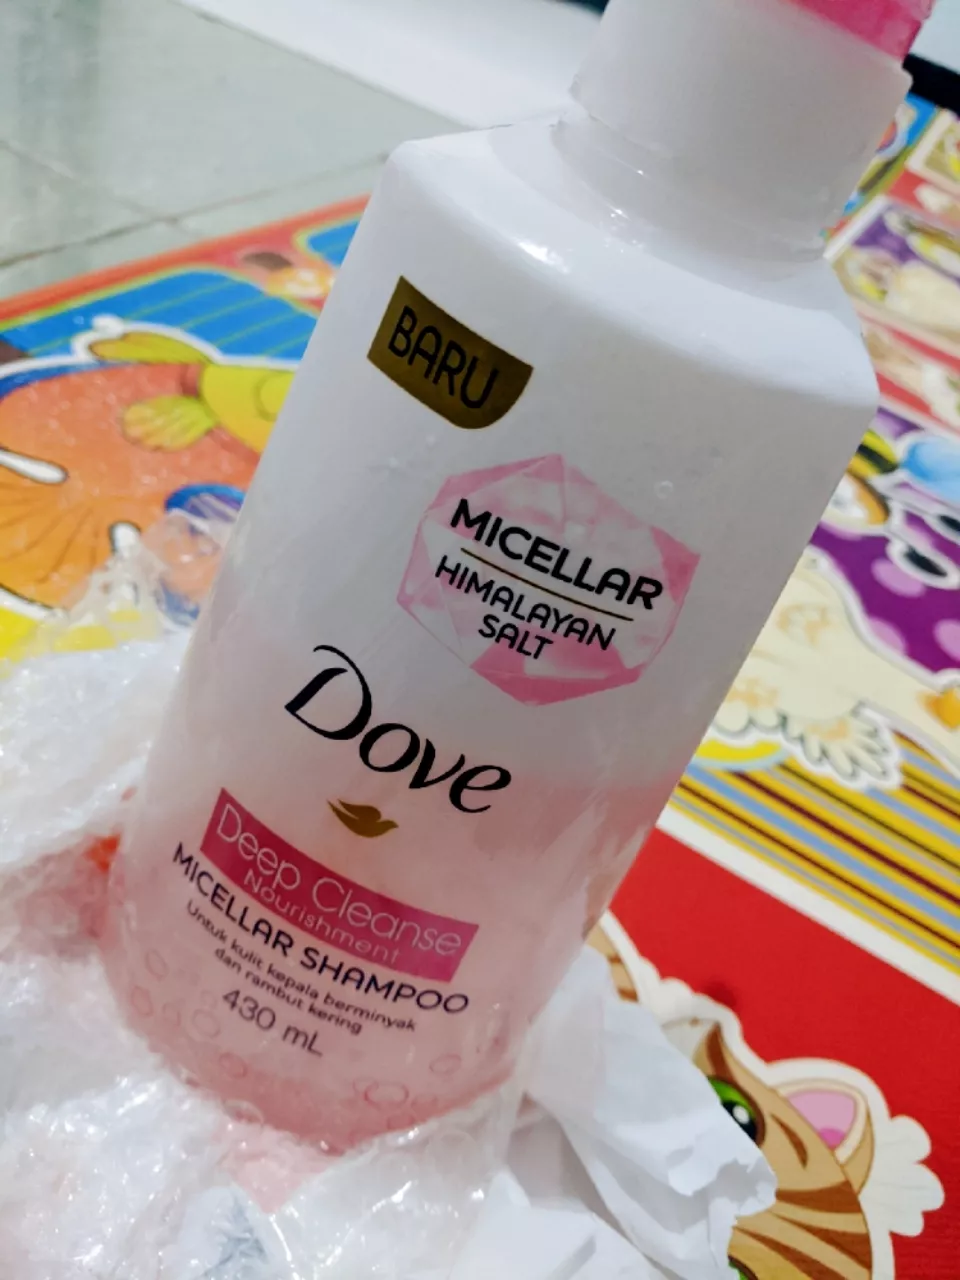 BARU
MICELLAR
HIMALAYAN
SALT
Dove
Deep Cleanse
Nourishment
MICELLAR SHAMPOO
Untuk kulit kepala berminyak
dan rambut kering
430 mL